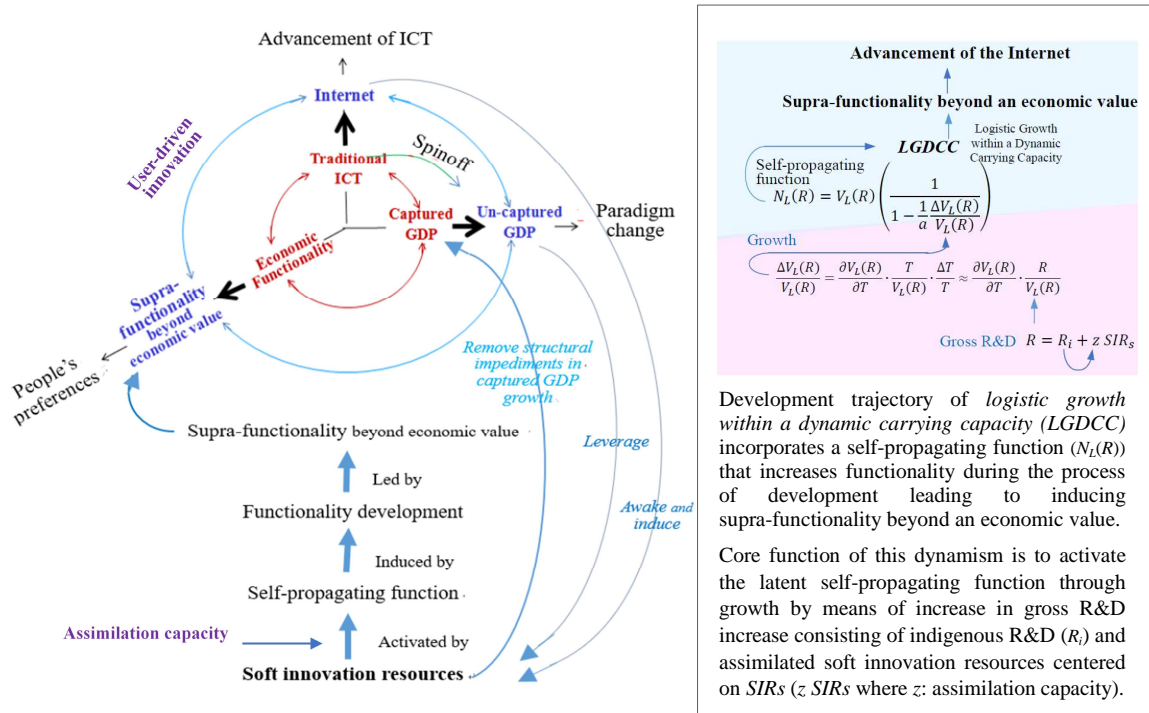 Advancement of ICT
Internet
User-driven
innovation
Traditional
ICT
Spinoff
Captured
GDP
Un-captured
GDP
Paradigm
change
Economic
Functionality
Supra-
functionality
beyond
economic value
People's
preferences
Remove structural
impediments in
captured GDP
growth
Supra-functionality beyond economic value
Leverage
Led by
Functionality development
Awake and
induce
Induced by
Self-propagating function
Assimilation capacity
Activated by
Soft innovation resources
Advancement of the Internet
Supra-functionality beyond an economic value
LGDCC
Logistic Growth
within a Dynamic
Carrying Capacity
Self-propagating
function
N_L(R) = V_L(R) ( 1 / ( 1 − (1/a) (ΔV_L(R) / V_L(R)) ) )
Growth
ΔV_L(R)/V_L(R) = ∂V_L(R)/∂T · T/V_L(R) · ΔT/T ≈ ∂V_L(R)/∂T · R/V_L(R)
Gross R&D R = R_i + z SIR_s
Development trajectory of logistic growth
within a dynamic carrying capacity (LGDCC)
incorporates a self-propagating function (N_L(R))
that increases functionality during the process
of development leading to inducing
supra-functionality beyond an economic value.
Core function of this dynamism is to activate
the latent self-propagating function through
growth by means of increase in gross R&D
increase consisting of indigenous R&D (R_i) and
assimilated soft innovation resources centered
on SIRs (z SIRs where z: assimilation capacity).